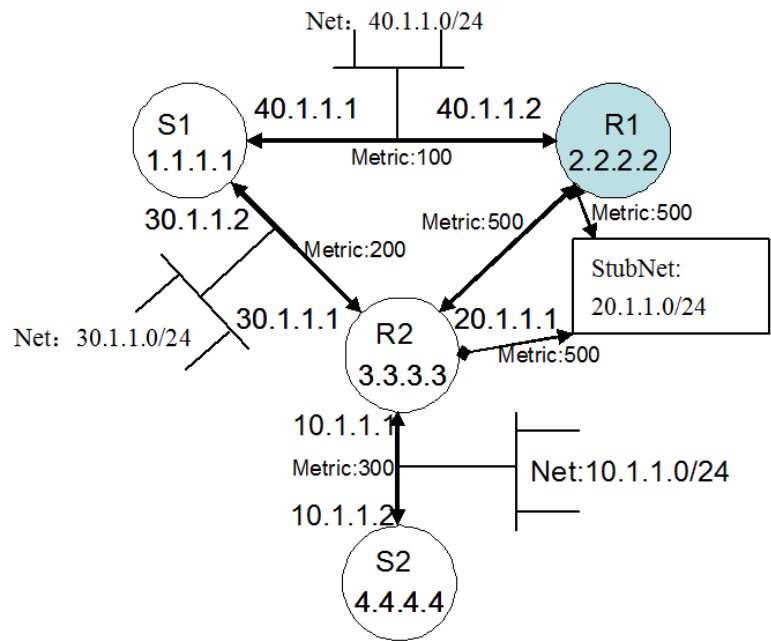 Net：40.1.1.0/24
40.1.1.1
40.1.1.2
S1
1.1.1.1
R1
2.2.2.2
Metric:100
30.1.1.2
Metric:500
Metric:500
Metric:200
StubNet:
20.1.1.0/24
Net：30.1.1.0/24
30.1.1.1
R2
3.3.3.3
20.1.1.1
Metric:500
10.1.1.1
Metric:300
Net:10.1.1.0/24
10.1.1.2
S2
4.4.4.4